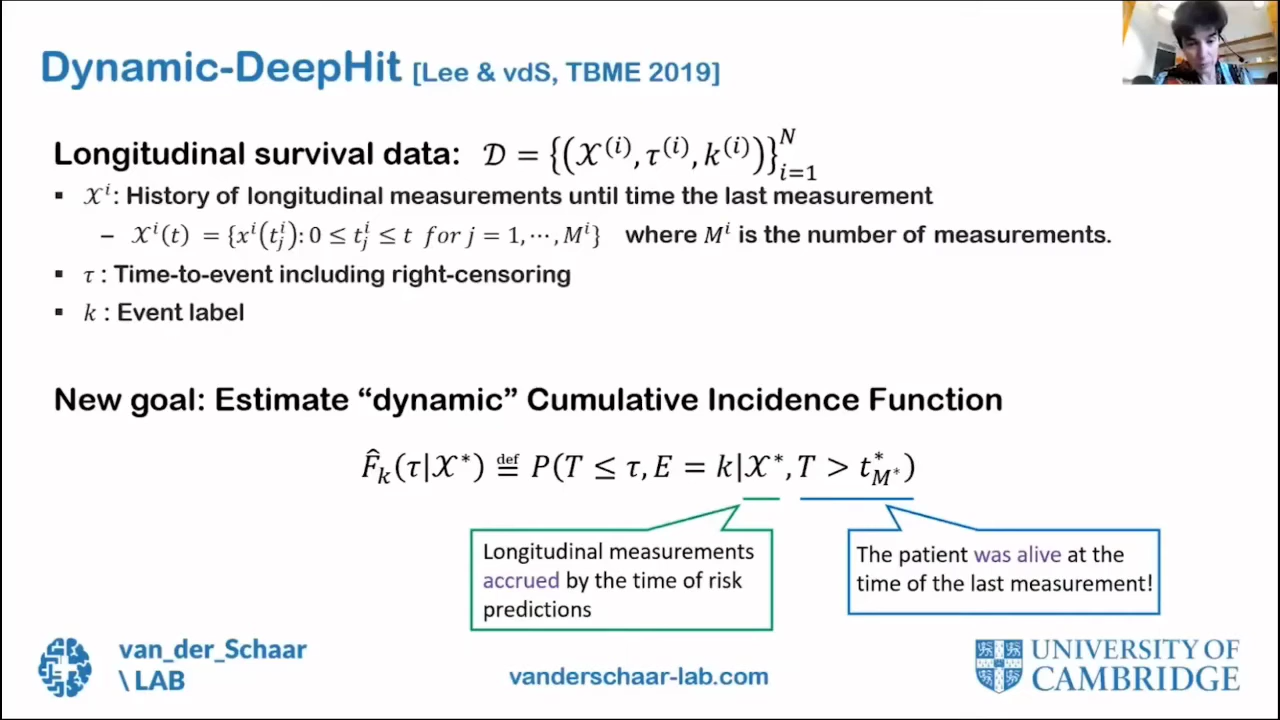 Dynamic-DeepHit [Lee & vdS, TBME 2019]
Longitudinal survival data: 𝒟 = {(𝒳^(i), τ^(i), k^(i))}_{i=1}^N
▪ 𝒳^i: History of longitudinal measurements until time the last measurement
– 𝒳^i(t) = {x^i(t_j^i): 0 ≤ t_j^i ≤ t for j = 1, ⋯, M^i} where M^i is the number of measurements.
▪ τ : Time-to-event including right-censoring
▪ k : Event label
New goal: Estimate “dynamic” Cumulative Incidence Function
F̂_k(τ|𝒳*) ≝ P(T ≤ τ, E = k|𝒳*, T > t*_{M*})
Longitudinal measurements
accrued by the time of risk
predictions
The patient was alive at the
time of the last measurement!
van_der_Schaar
\ LAB
vanderschaar-lab.com
UNIVERSITY OF
CAMBRIDGE